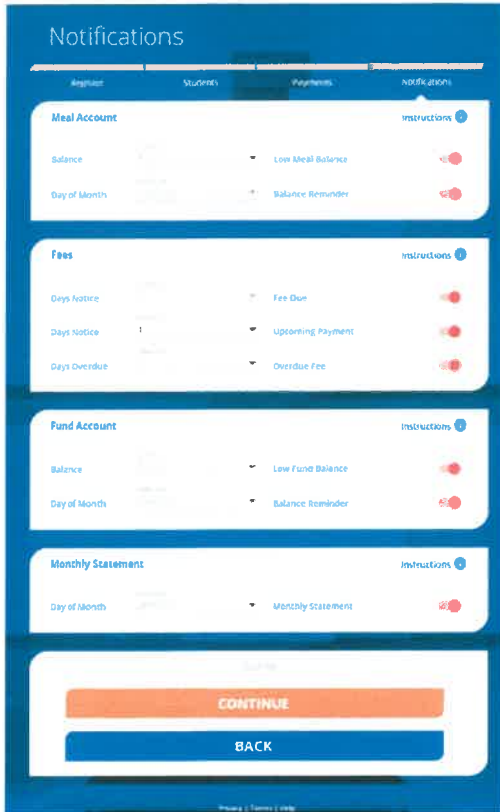 Notifications
Register Students Payments Notifications
Meal Account Instructions
Balance Low Meal Balance
Day of Month Balance Reminder
Fees Instructions
Days Notice Fee Due
Days Notice 1 Upcoming Payment
Days Overdue Overdue Fee
Fund Account Instructions
Balance Low Fund Balance
Day of Month Balance Reminder
Monthly Statement Instructions
Day of Month Monthly Statement
CONTINUE
BACK
Privacy | Terms | Help